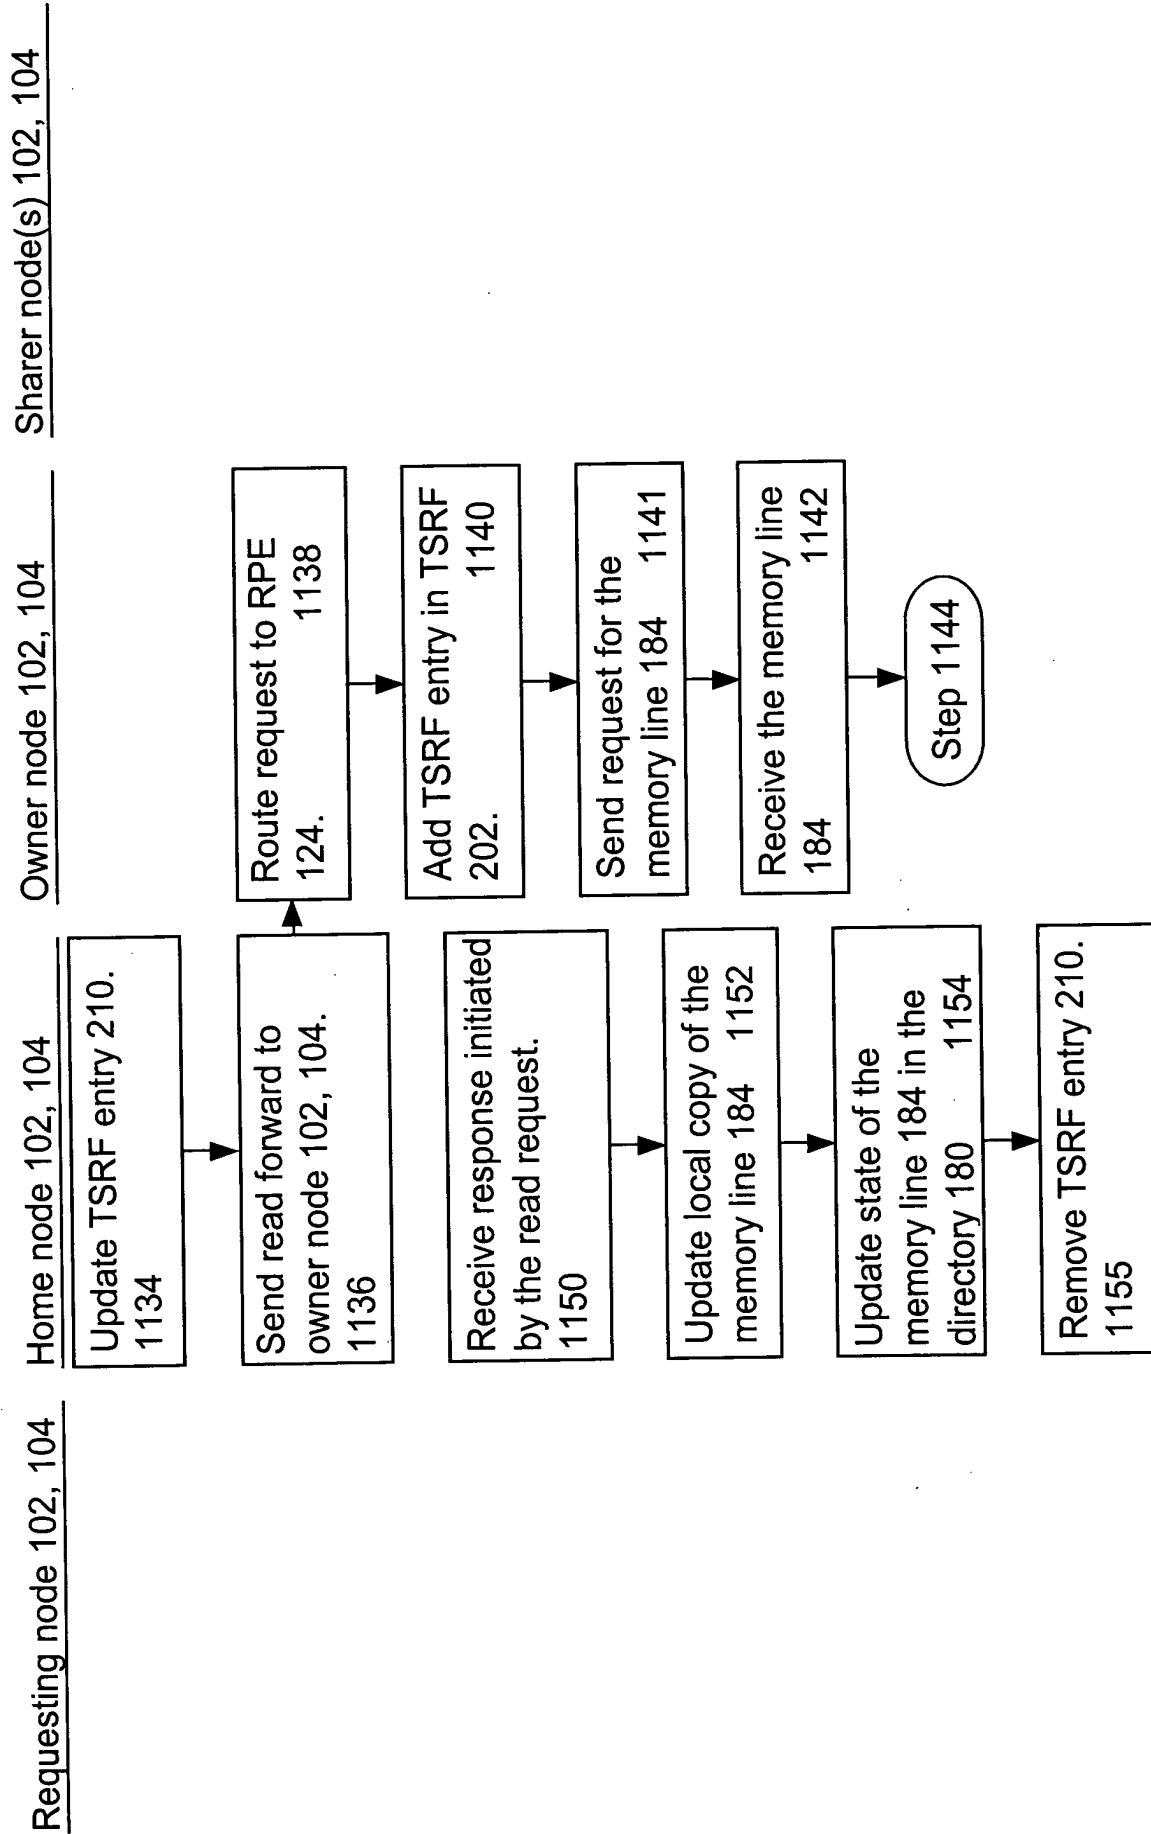 Requesting node 102, 104
Home node 102, 104
Owner node 102, 104
Sharer node(s) 102, 104
Update TSRF entry 210.
1134
Send read forward to
owner node 102, 104.
1136
Route request to RPE
124. 1138
Add TSRF entry in TSRF
202. 1140
Send request for the
memory line 184 1141
Receive the memory line
184 1142
Step 1144
Receive response initiated
by the read request.
1150
Update local copy of the
memory line 184 1152
Update state of the
memory line 184 in the
directory 180 1154
Remove TSRF entry 210.
1155